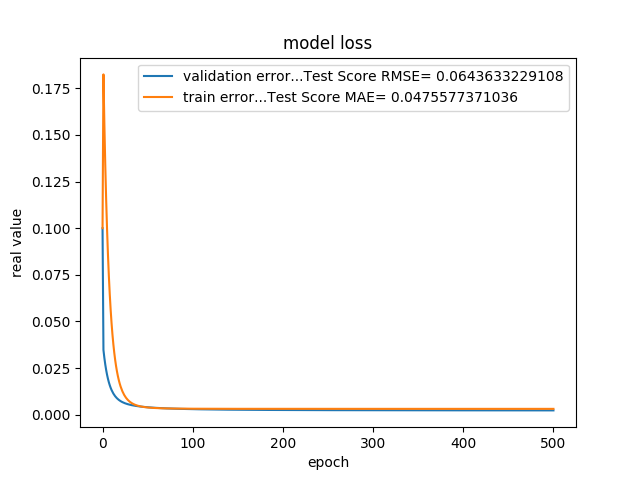 model loss
validation error...Test Score RMSE= 0.0643633229108
train error...Test Score MAE= 0.0475577371036
0.175
0.150
0.125
0.100
0.075
0.050
0.025
0.000
real value
0 100 200 300 400 500
epoch